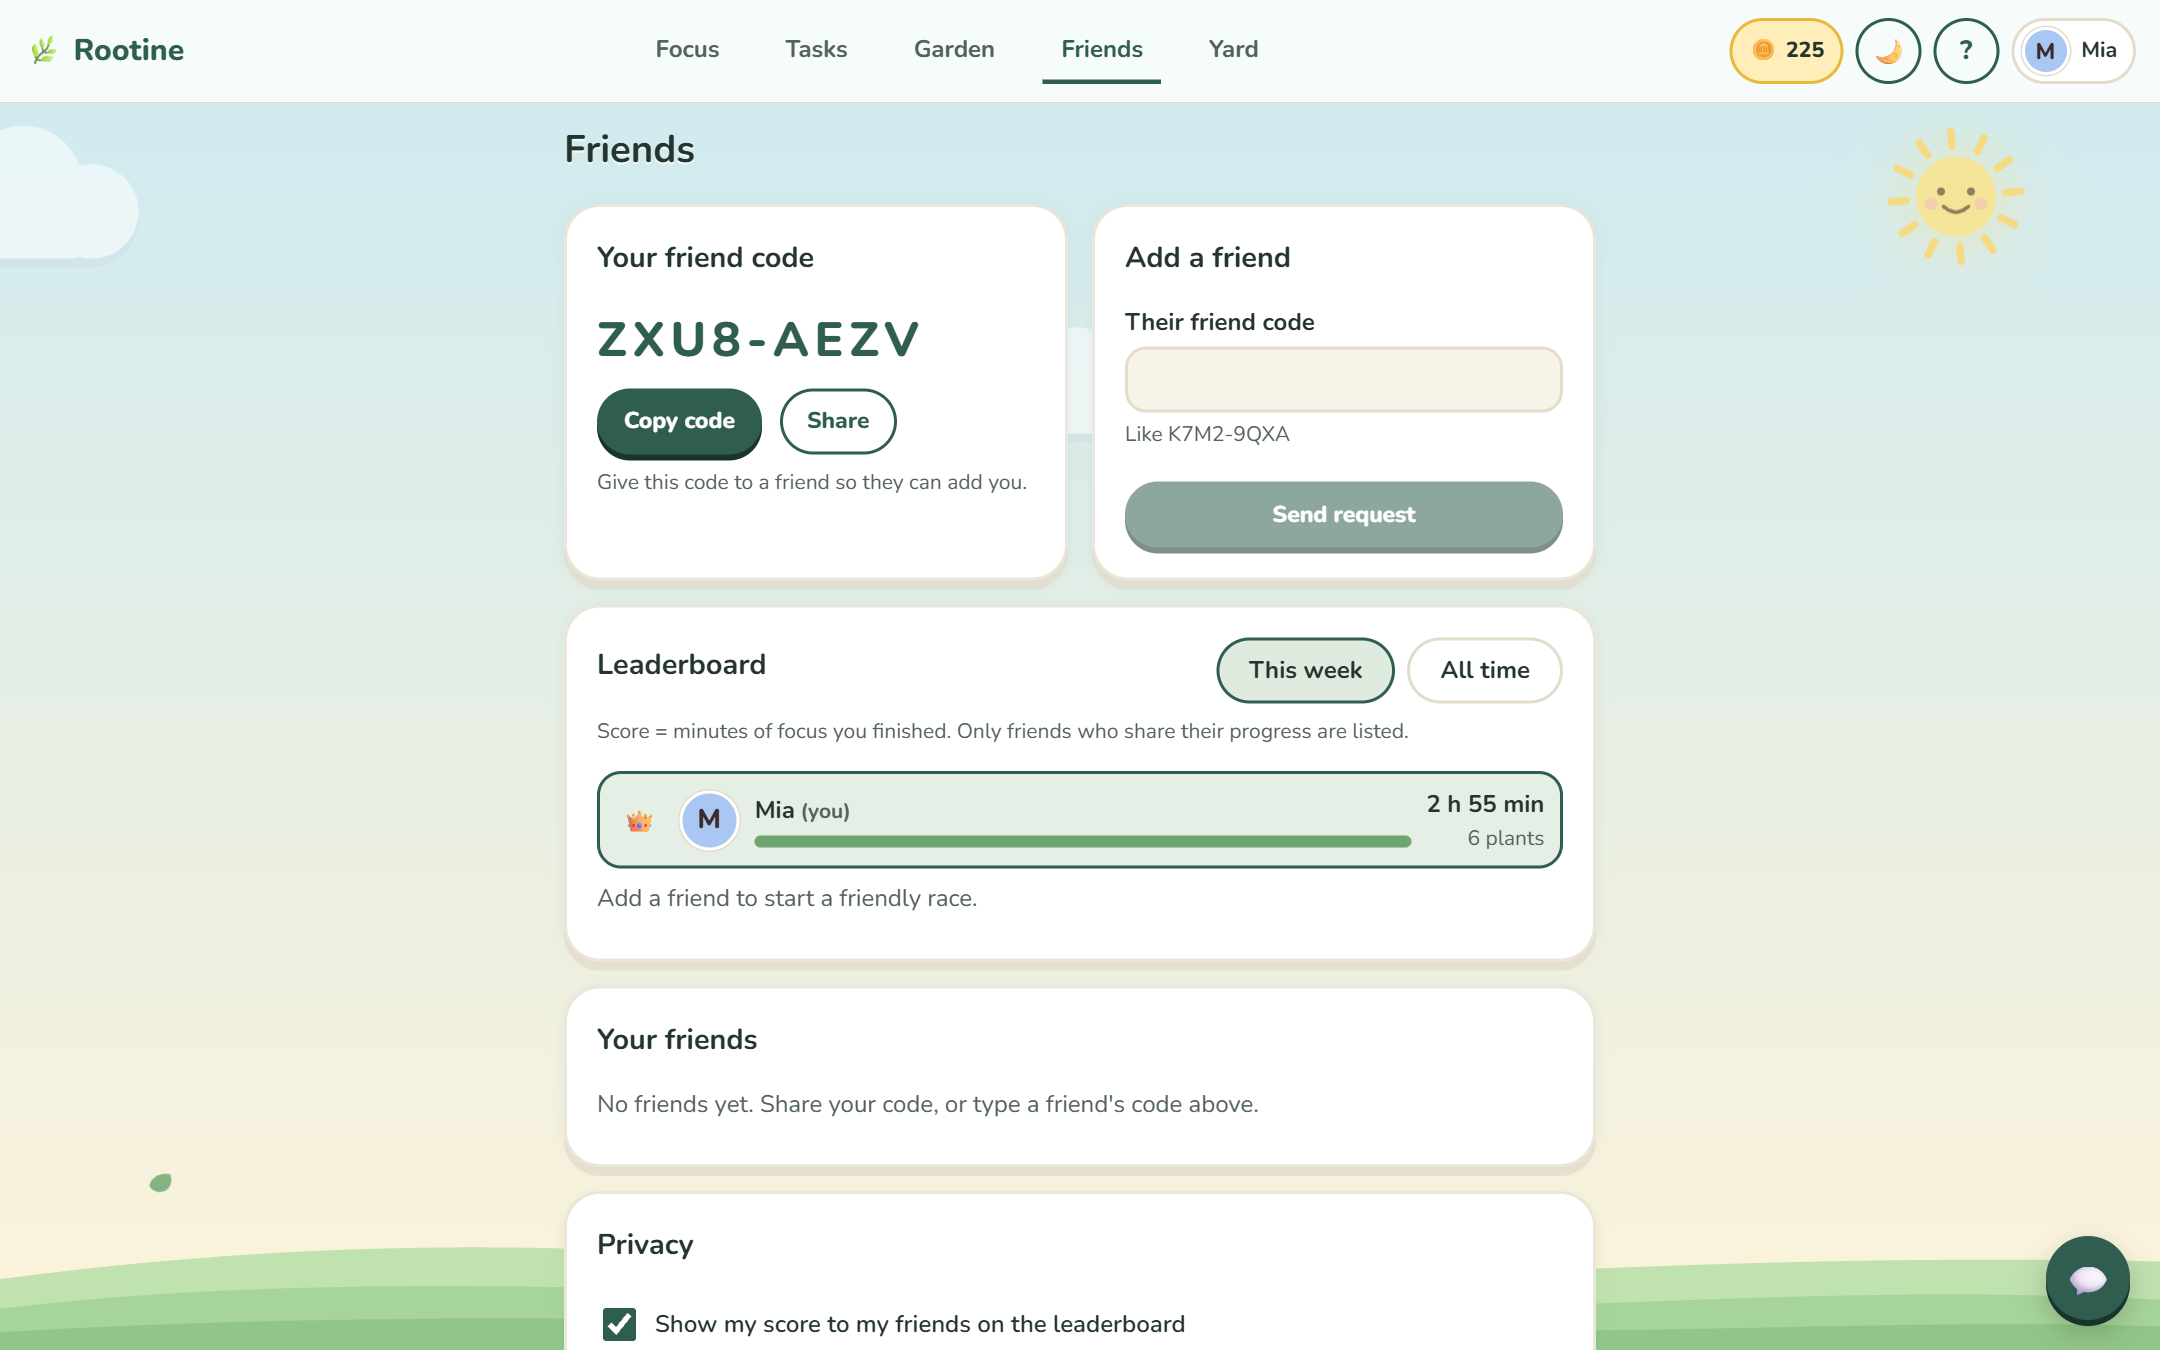 Rootine
Focus
Tasks
Garden
Friends
Yard
225
?
M
Mia
Friends
Your friend code
ZXU8-AEZV
Copy code
Share
Give this code to a friend so they can add you.
Add a friend
Their friend code
Like K7M2-9QXA
Send request
Leaderboard
This week
All time
Score = minutes of focus you finished. Only friends who share their progress are listed.
M
Mia (you)
2 h 55 min
6 plants
Add a friend to start a friendly race.
Your friends
No friends yet. Share your code, or type a friend's code above.
Privacy
Show my score to my friends on the leaderboard